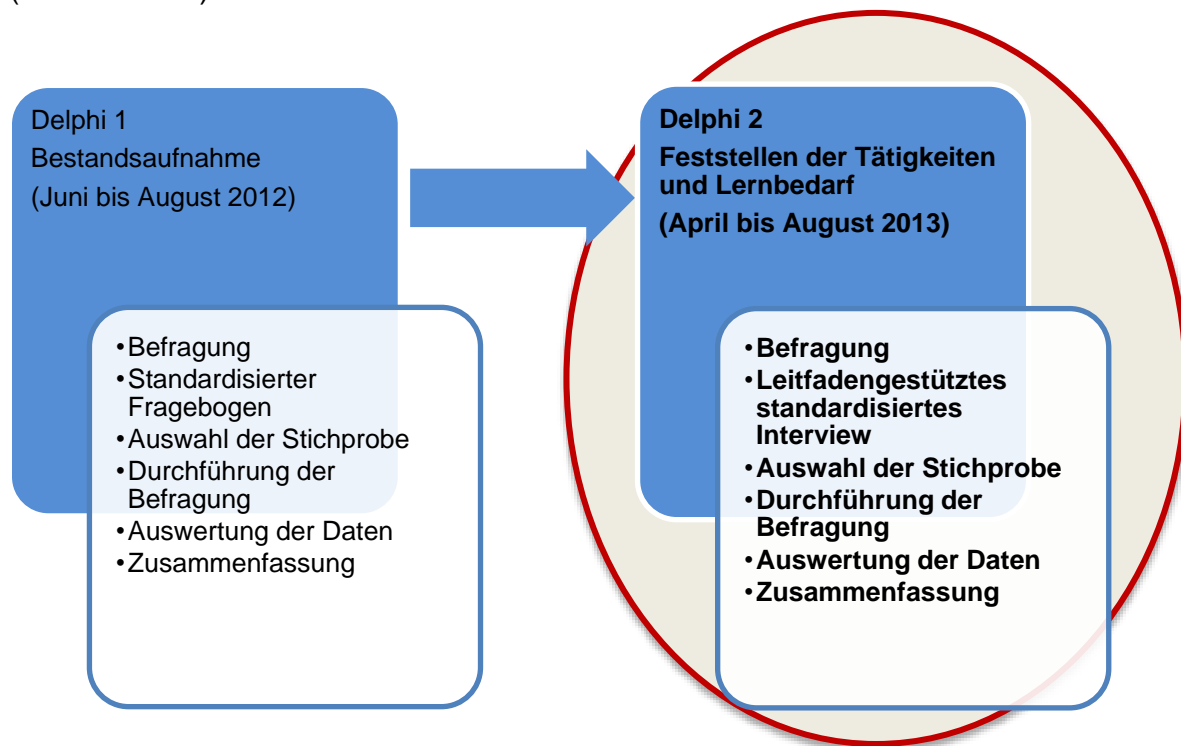 Delphi 1
Bestandsaufnahme
(Juni bis August 2012)
•Befragung
•Standardisierter
Fragebogen
•Auswahl der Stichprobe
•Durchführung der
Befragung
•Auswertung der Daten
•Zusammenfassung
Delphi 2
Feststellen der Tätigkeiten
und Lernbedarf
(April bis August 2013)
•Befragung
•Leitfadengestütztes
standardisiertes
Interview
•Auswahl der Stichprobe
•Durchführung der
Befragung
•Auswertung der Daten
•Zusammenfassung